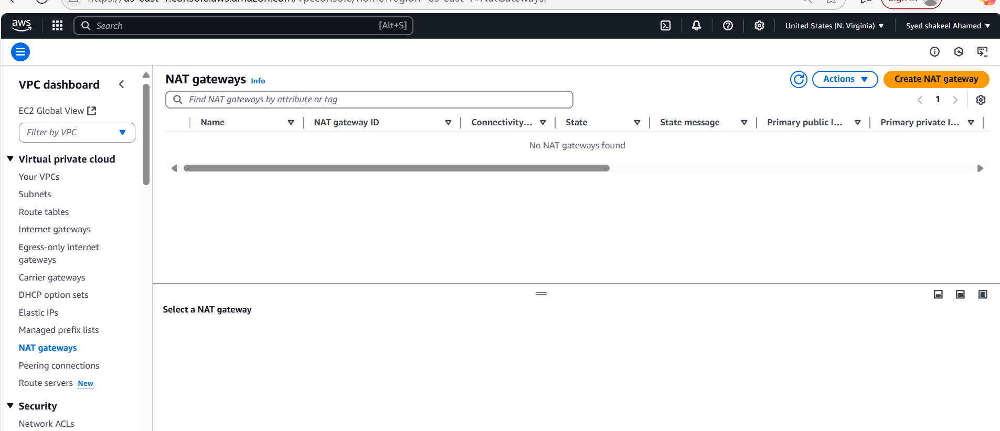 aws
Search [Alt+S]
United States (N. Virginia)
Syed shakeel Ahamed
VPC dashboard
EC2 Global View
Filter by VPC
Virtual private cloud
Your VPCs
Subnets
Route tables
Internet gateways
Egress-only internet
gateways
Carrier gateways
DHCP option sets
Elastic IPs
Managed prefix lists
NAT gateways
Peering connections
Route servers New
Security
Network ACLs
NAT gateways Info
Actions
Create NAT gateway
Find NAT gateways by attribute or tag
1
Name NAT gateway ID Connectivity... State State message Primary public I... Primary private I...
No NAT gateways found
Select a NAT gateway